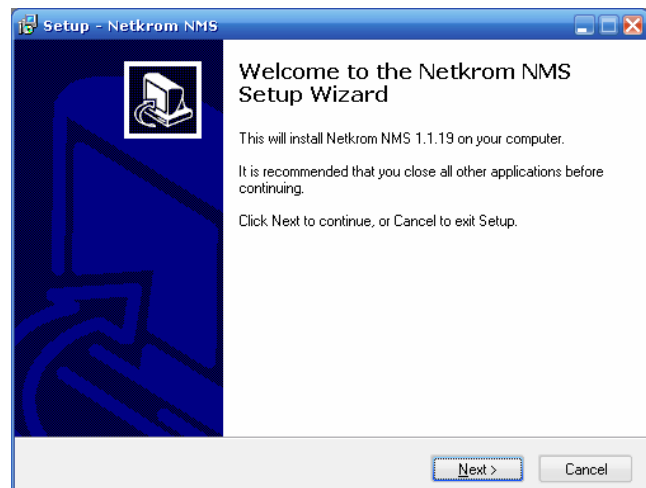 Setup - Netkrom NMS
Welcome to the Netkrom NMS
Setup Wizard
This will install Netkrom NMS 1.1.19 on your computer.
It is recommended that you close all other applications before
continuing.
Click Next to continue, or Cancel to exit Setup.
Next >
Cancel